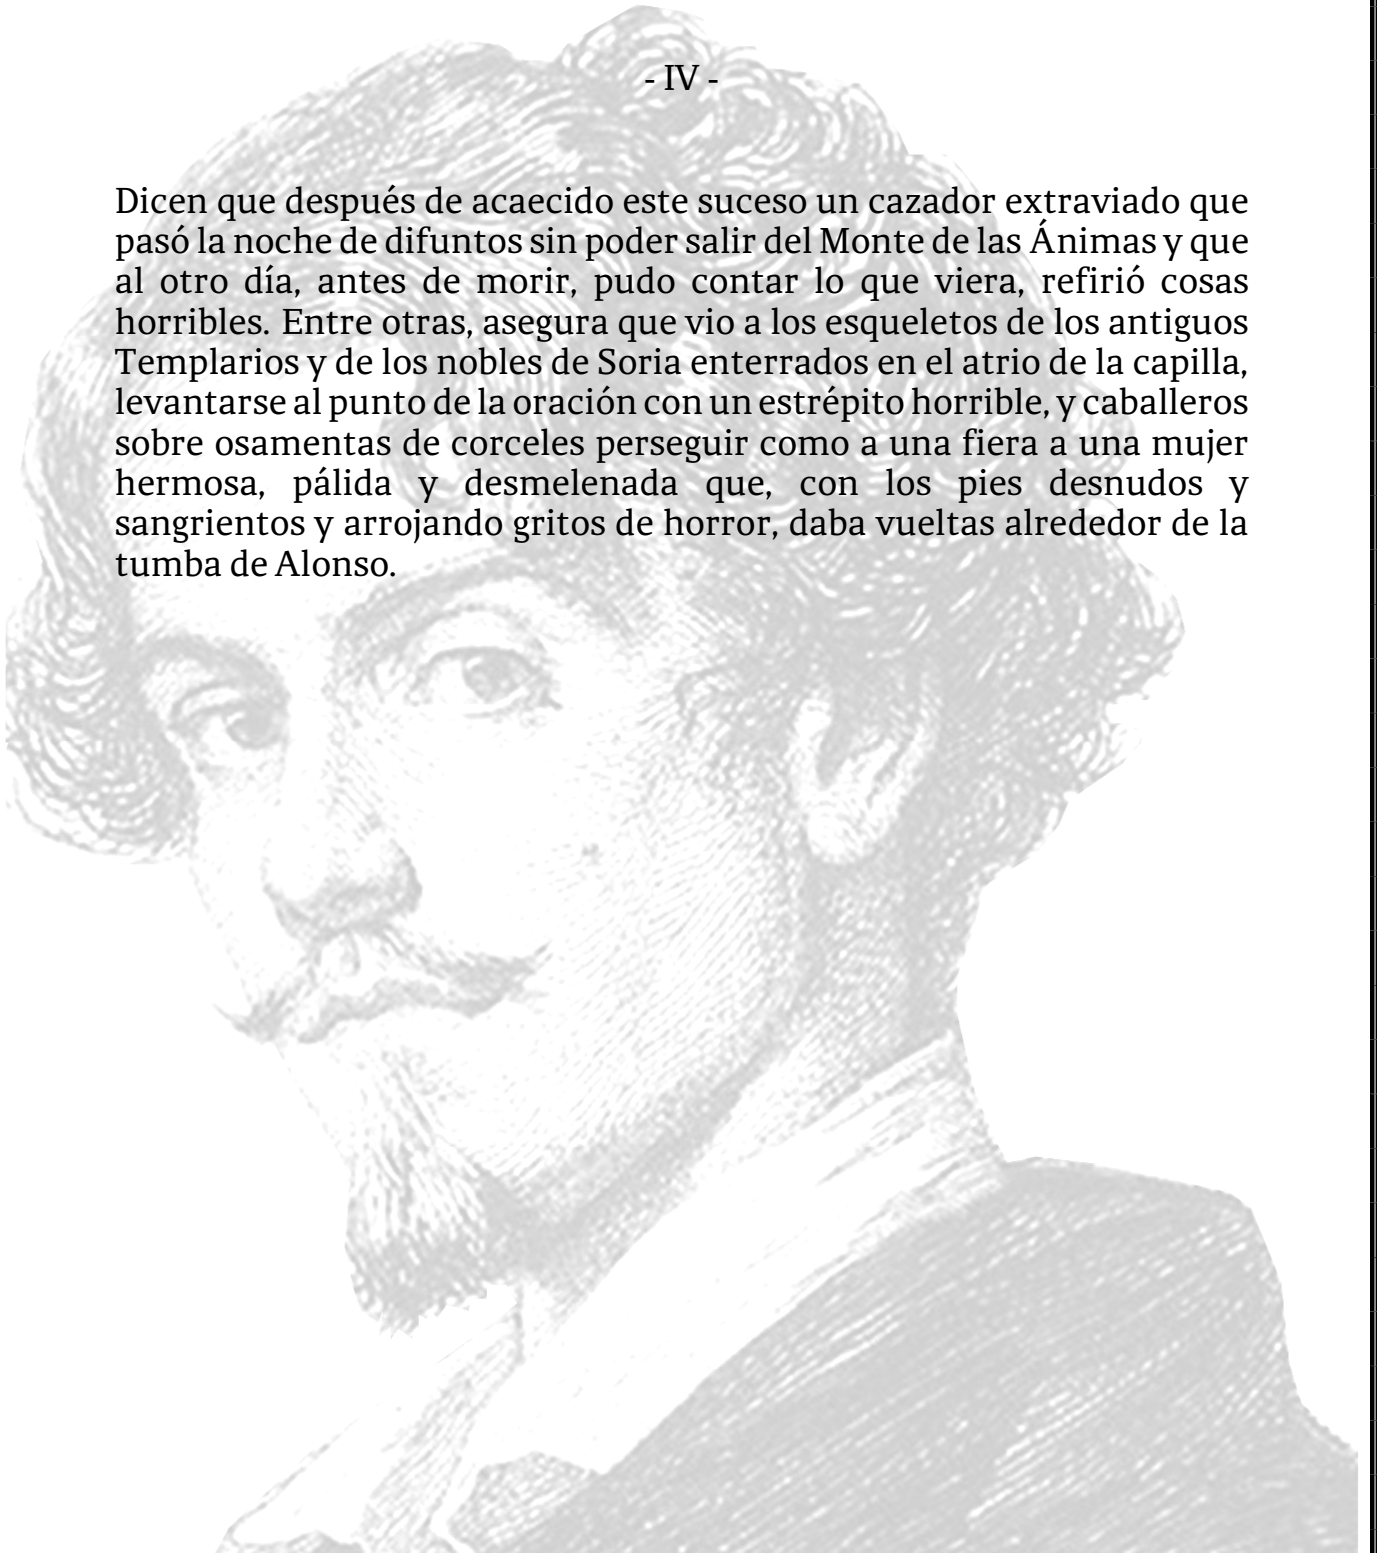 - IV -
Dicen que después de acaecido este suceso un cazador extraviado que
pasó la noche de difuntos sin poder salir del Monte de las Ánimas y que
al otro día, antes de morir, pudo contar lo que viera, refirió cosas
horribles. Entre otras, asegura que vio a los esqueletos de los antiguos
Templarios y de los nobles de Soria enterrados en el atrio de la capilla,
levantarse al punto de la oración con un estrépito horrible, y caballeros
sobre osamentas de corceles perseguir como a una fiera a una mujer
hermosa, pálida y desmelenada que, con los pies desnudos y
sangrientos y arrojando gritos de horror, daba vueltas alrededor de la
tumba de Alonso.